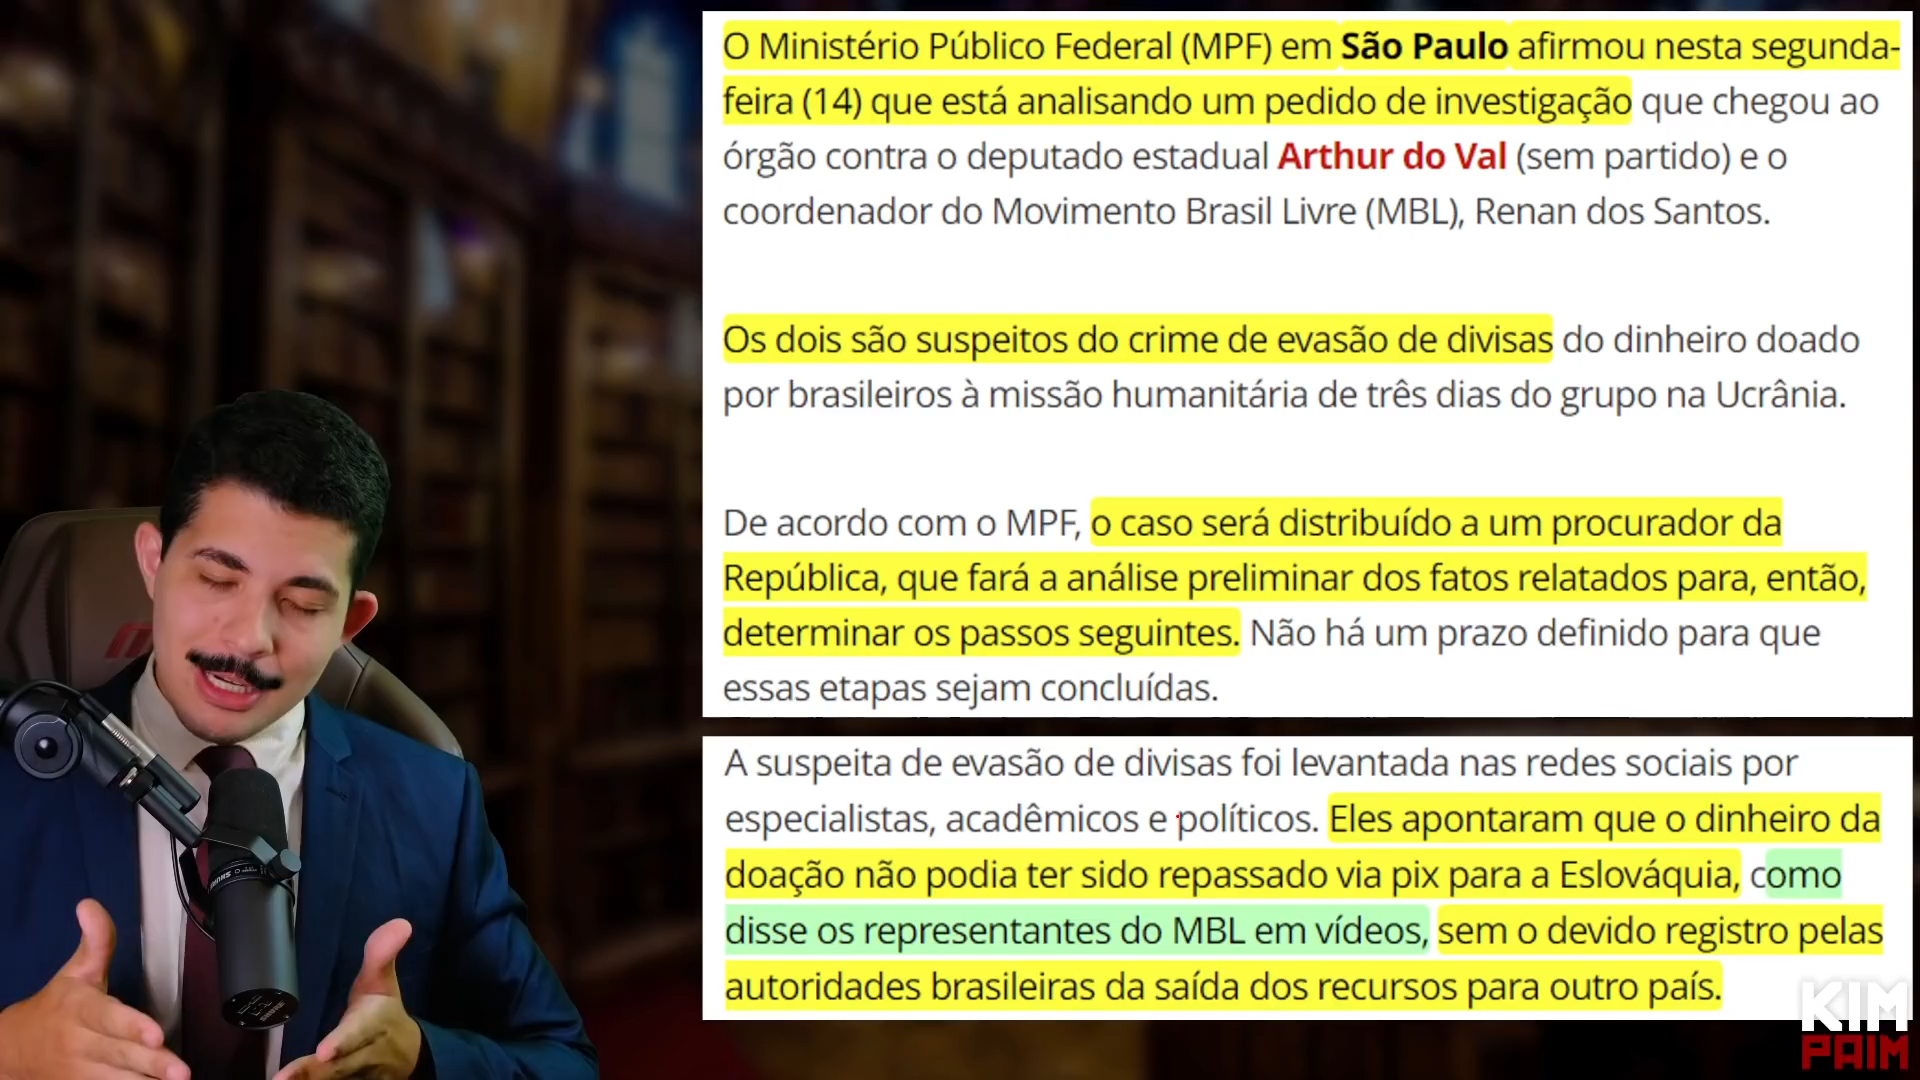 O Ministério Público Federal (MPF) em São Paulo afirmou nesta segunda-
feira (14) que está analisando um pedido de investigação que chegou ao
órgão contra o deputado estadual Arthur do Val (sem partido) e o
coordenador do Movimento Brasil Livre (MBL), Renan dos Santos.
Os dois são suspeitos do crime de evasão de divisas do dinheiro doado
por brasileiros à missão humanitária de três dias do grupo na Ucrânia.
De acordo com o MPF, o caso será distribuído a um procurador da
República, que fará a análise preliminar dos fatos relatados para, então,
determinar os passos seguintes. Não há um prazo definido para que
essas etapas sejam concluídas.
A suspeita de evasão de divisas foi levantada nas redes sociais por
especialistas, acadêmicos e políticos. Eles apontaram que o dinheiro da
doação não podia ter sido repassado via pix para a Eslováquia, como
disse os representantes do MBL em vídeos, sem o devido registro pelas
autoridades brasileiras da saída dos recursos para outro país.
SHURE
KIM
PAIM